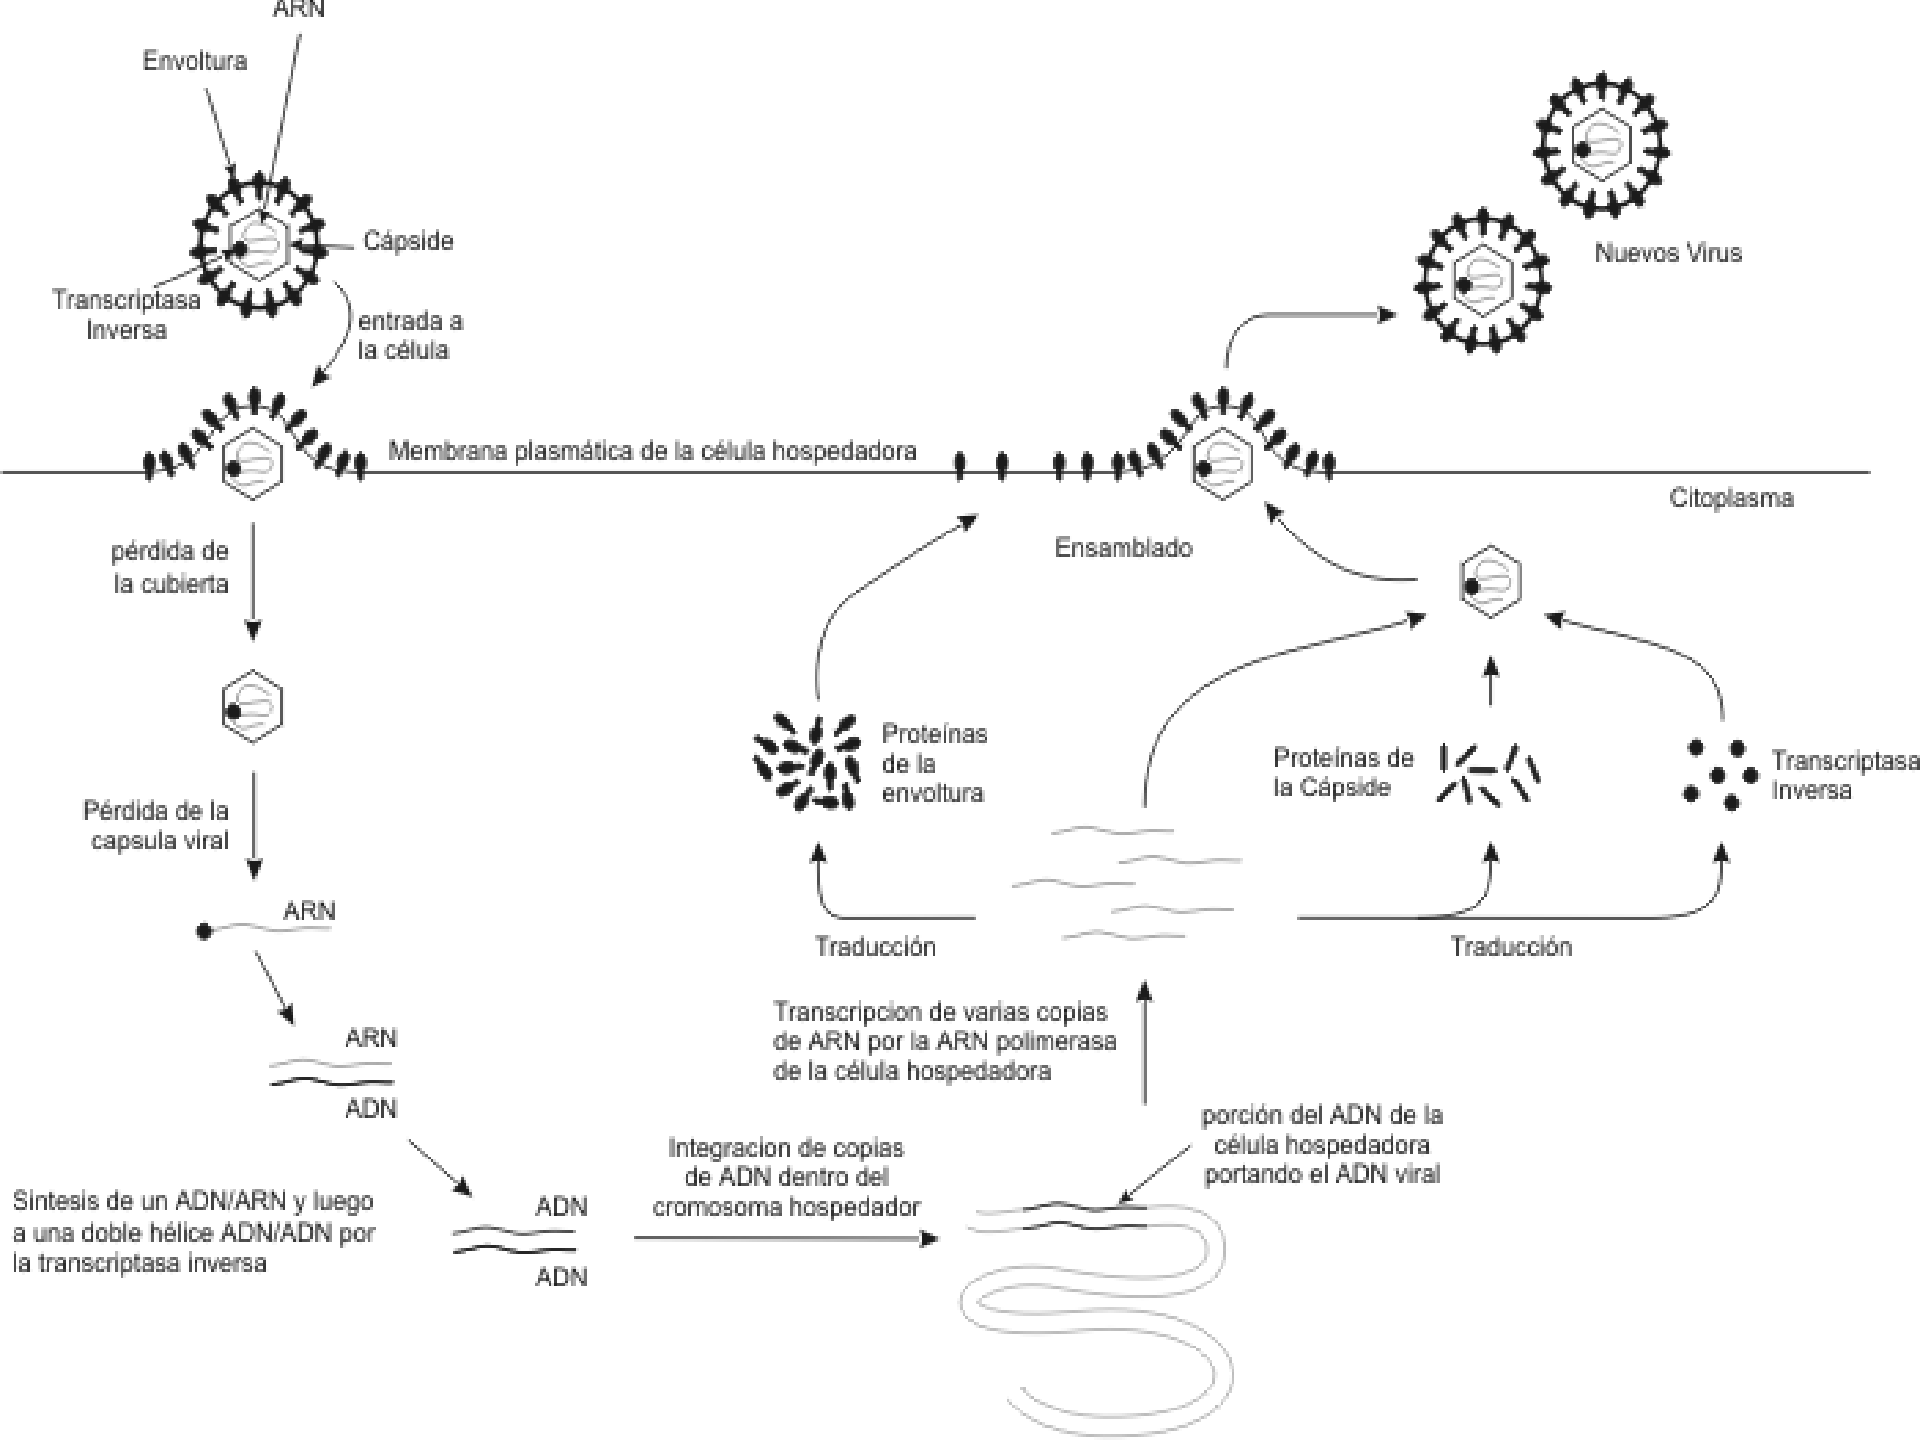 ARN
Envoltura
Cápside
Transcriptasa
Inversa
entrada a
la célula
Nuevos Virus
Membrana plasmática de la célula hospedadora
Citoplasma
pérdida de
la cubierta
Ensamblado
Pérdida de la
capsula viral
Proteínas
de la
envoltura
Proteínas de
la Cápside
Transcriptasa
Inversa
ARN
Traducción
Traducción
ARN
ADN
Transcripcion de varias copias
de ARN por la ARN polimerasa
de la célula hospedadora
porción del ADN de la
célula hospedadora
portando el ADN viral
Integracion de copias
de ADN dentro del
cromosoma hospedador
Sintesis de un ADN/ARN y luego
a una doble hélice ADN/ADN por
la transcriptasa inversa
ADN
ADN